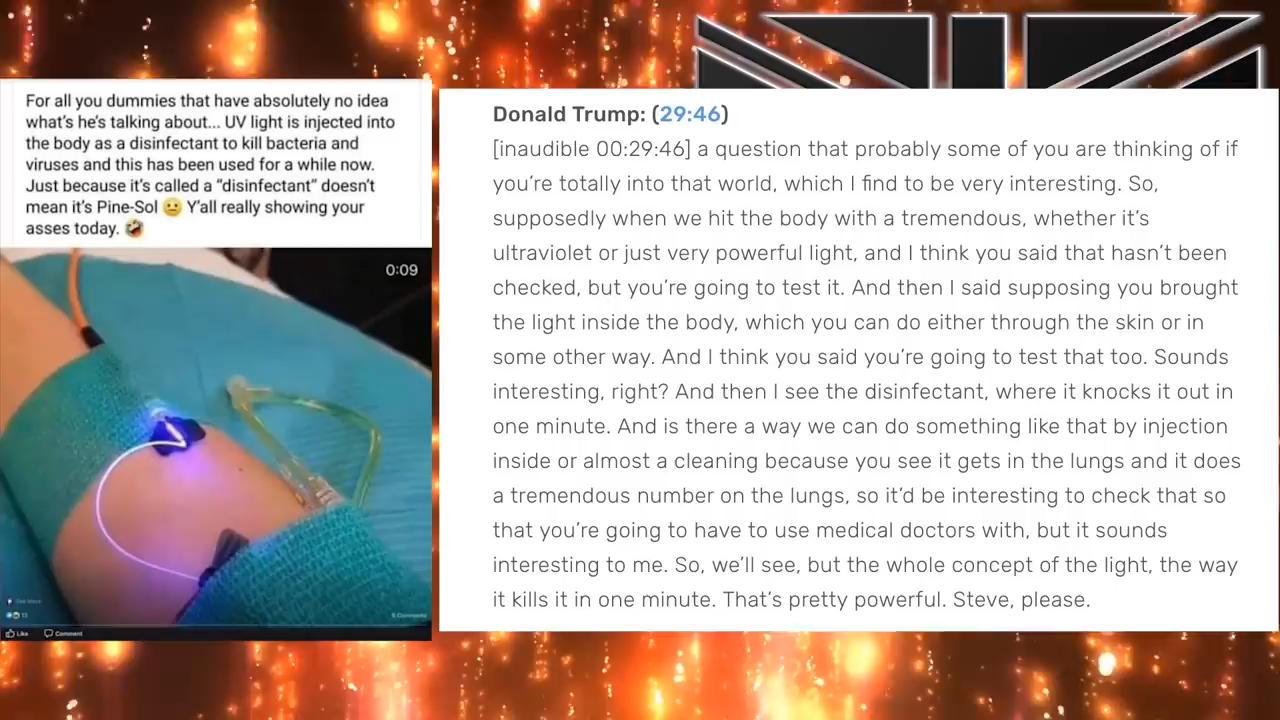 For all you dummies that have absolutely no idea
what's he's talking about... UV light is injected into
the body as a disinfectant to kill bacteria and
viruses and this has been used for a while now.
Just because it's called a “disinfectant” doesn't
mean it's Pine-Sol 😐 Y'all really showing your
asses today. 🤣
0:09
See More
11
5 Comments
Like Comment
Donald Trump: (29:46)
[inaudible 00:29:46] a question that probably some of you are thinking of if
you’re totally into that world, which I find to be very interesting. So,
supposedly when we hit the body with a tremendous, whether it’s
ultraviolet or just very powerful light, and I think you said that hasn’t been
checked, but you’re going to test it. And then I said supposing you brought
the light inside the body, which you can do either through the skin or in
some other way. And I think you said you’re going to test that too. Sounds
interesting, right? And then I see the disinfectant, where it knocks it out in
one minute. And is there a way we can do something like that by injection
inside or almost a cleaning because you see it gets in the lungs and it does
a tremendous number on the lungs, so it’d be interesting to check that so
that you’re going to have to use medical doctors with, but it sounds
interesting to me. So, we’ll see, but the whole concept of the light, the way
it kills it in one minute. That’s pretty powerful. Steve, please.